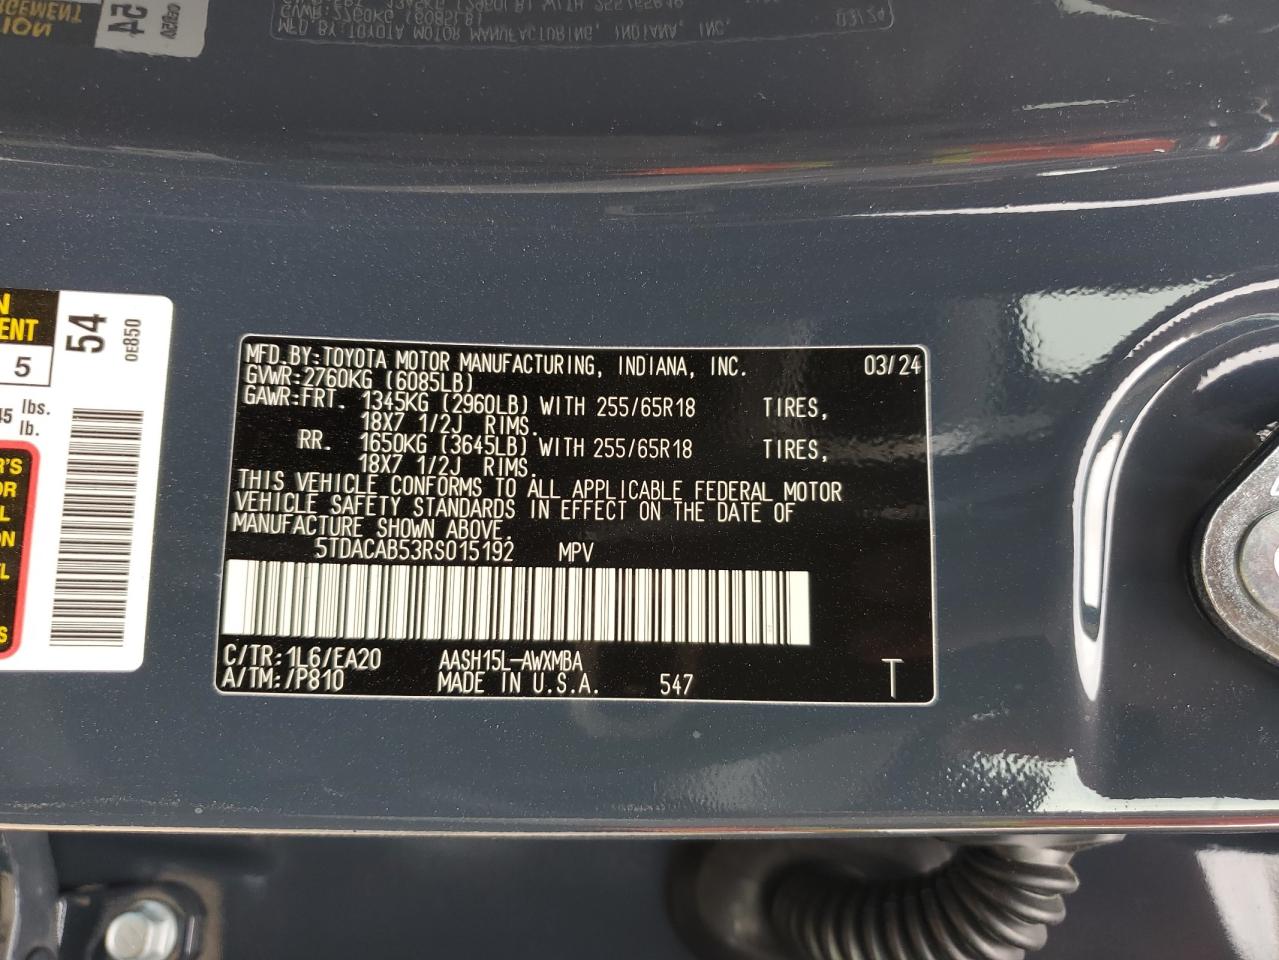 MFD.BY:TOYOTA MOTOR MANUFACTURING, INDIANA, INC. 03/24
GVWR:2760KG (6085LB)
GAWR:FRT. 1345KG (2960LB) WITH 255/65R18 TIRES,
18X7 1/2J RIMS.
RR. 1650KG (3645LB) WITH 255/65R18 TIRES,
18X7 1/2J RIMS.
THIS VEHICLE CONFORMS TO ALL APPLICABLE FEDERAL MOTOR
VEHICLE SAFETY STANDARDS IN EFFECT ON THE DATE OF
MANUFACTURE SHOWN ABOVE.
5TDACAB53RS015192 MPV
C/TR:1L6/EA20 AASH15L-AWXMBA
A/TM:/P810 MADE IN U.S.A. 547 T
54
0E850
5
lbs.
lb.